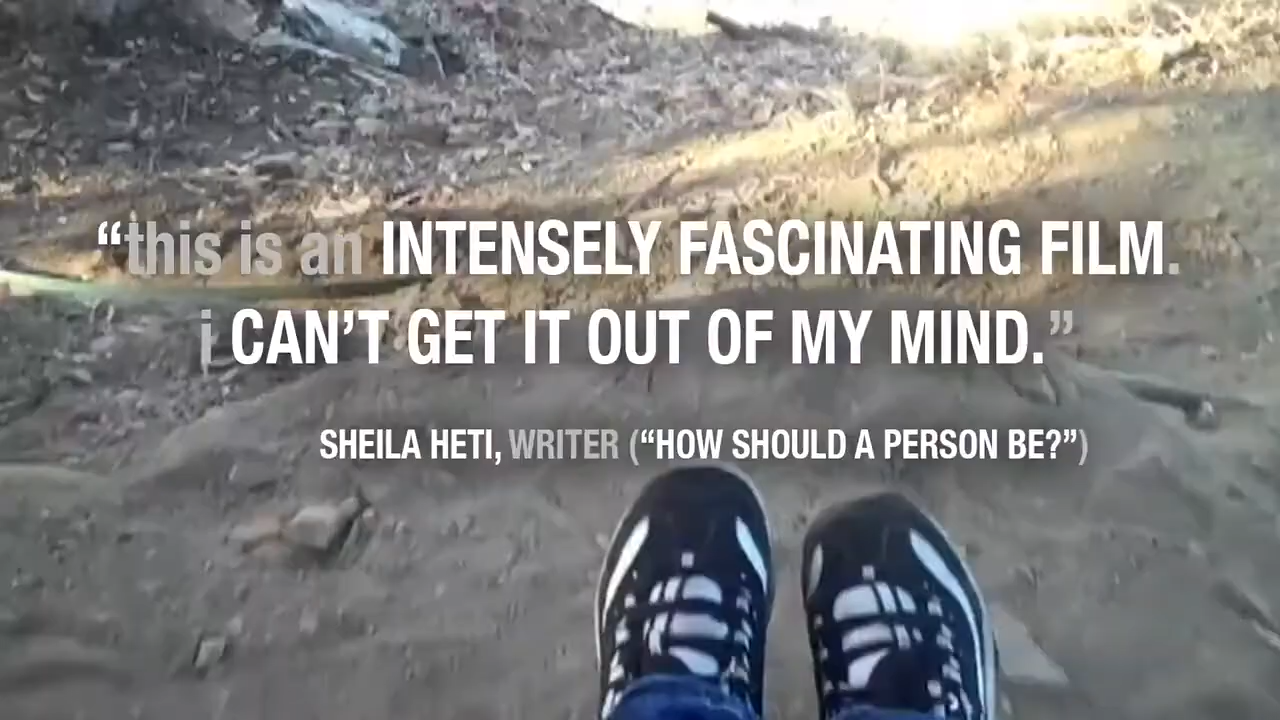 “this is an INTENSELY FASCINATING FILM.
i CAN’T GET IT OUT OF MY MIND.”
SHEILA HETI, WRITER (“HOW SHOULD A PERSON BE?”)